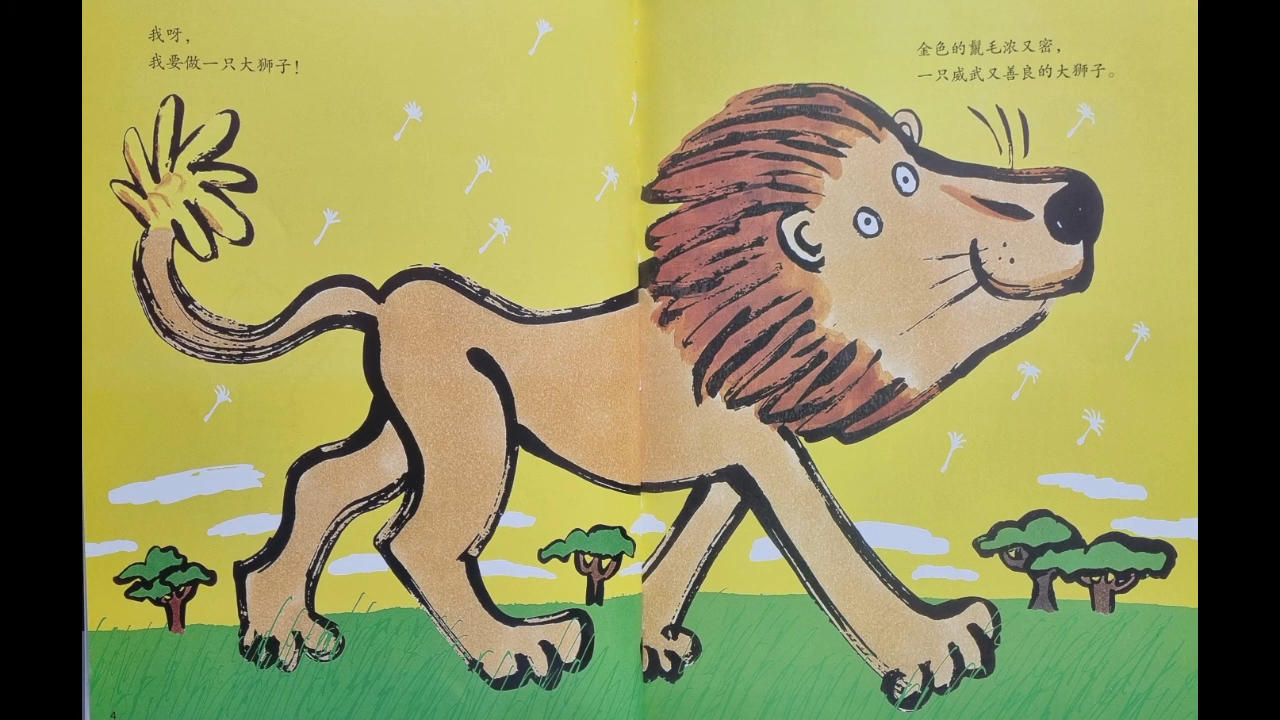 我呀，
我要做一只大狮子！
金色的鬣毛浓又密，
一只威武又善良的大狮子。
4